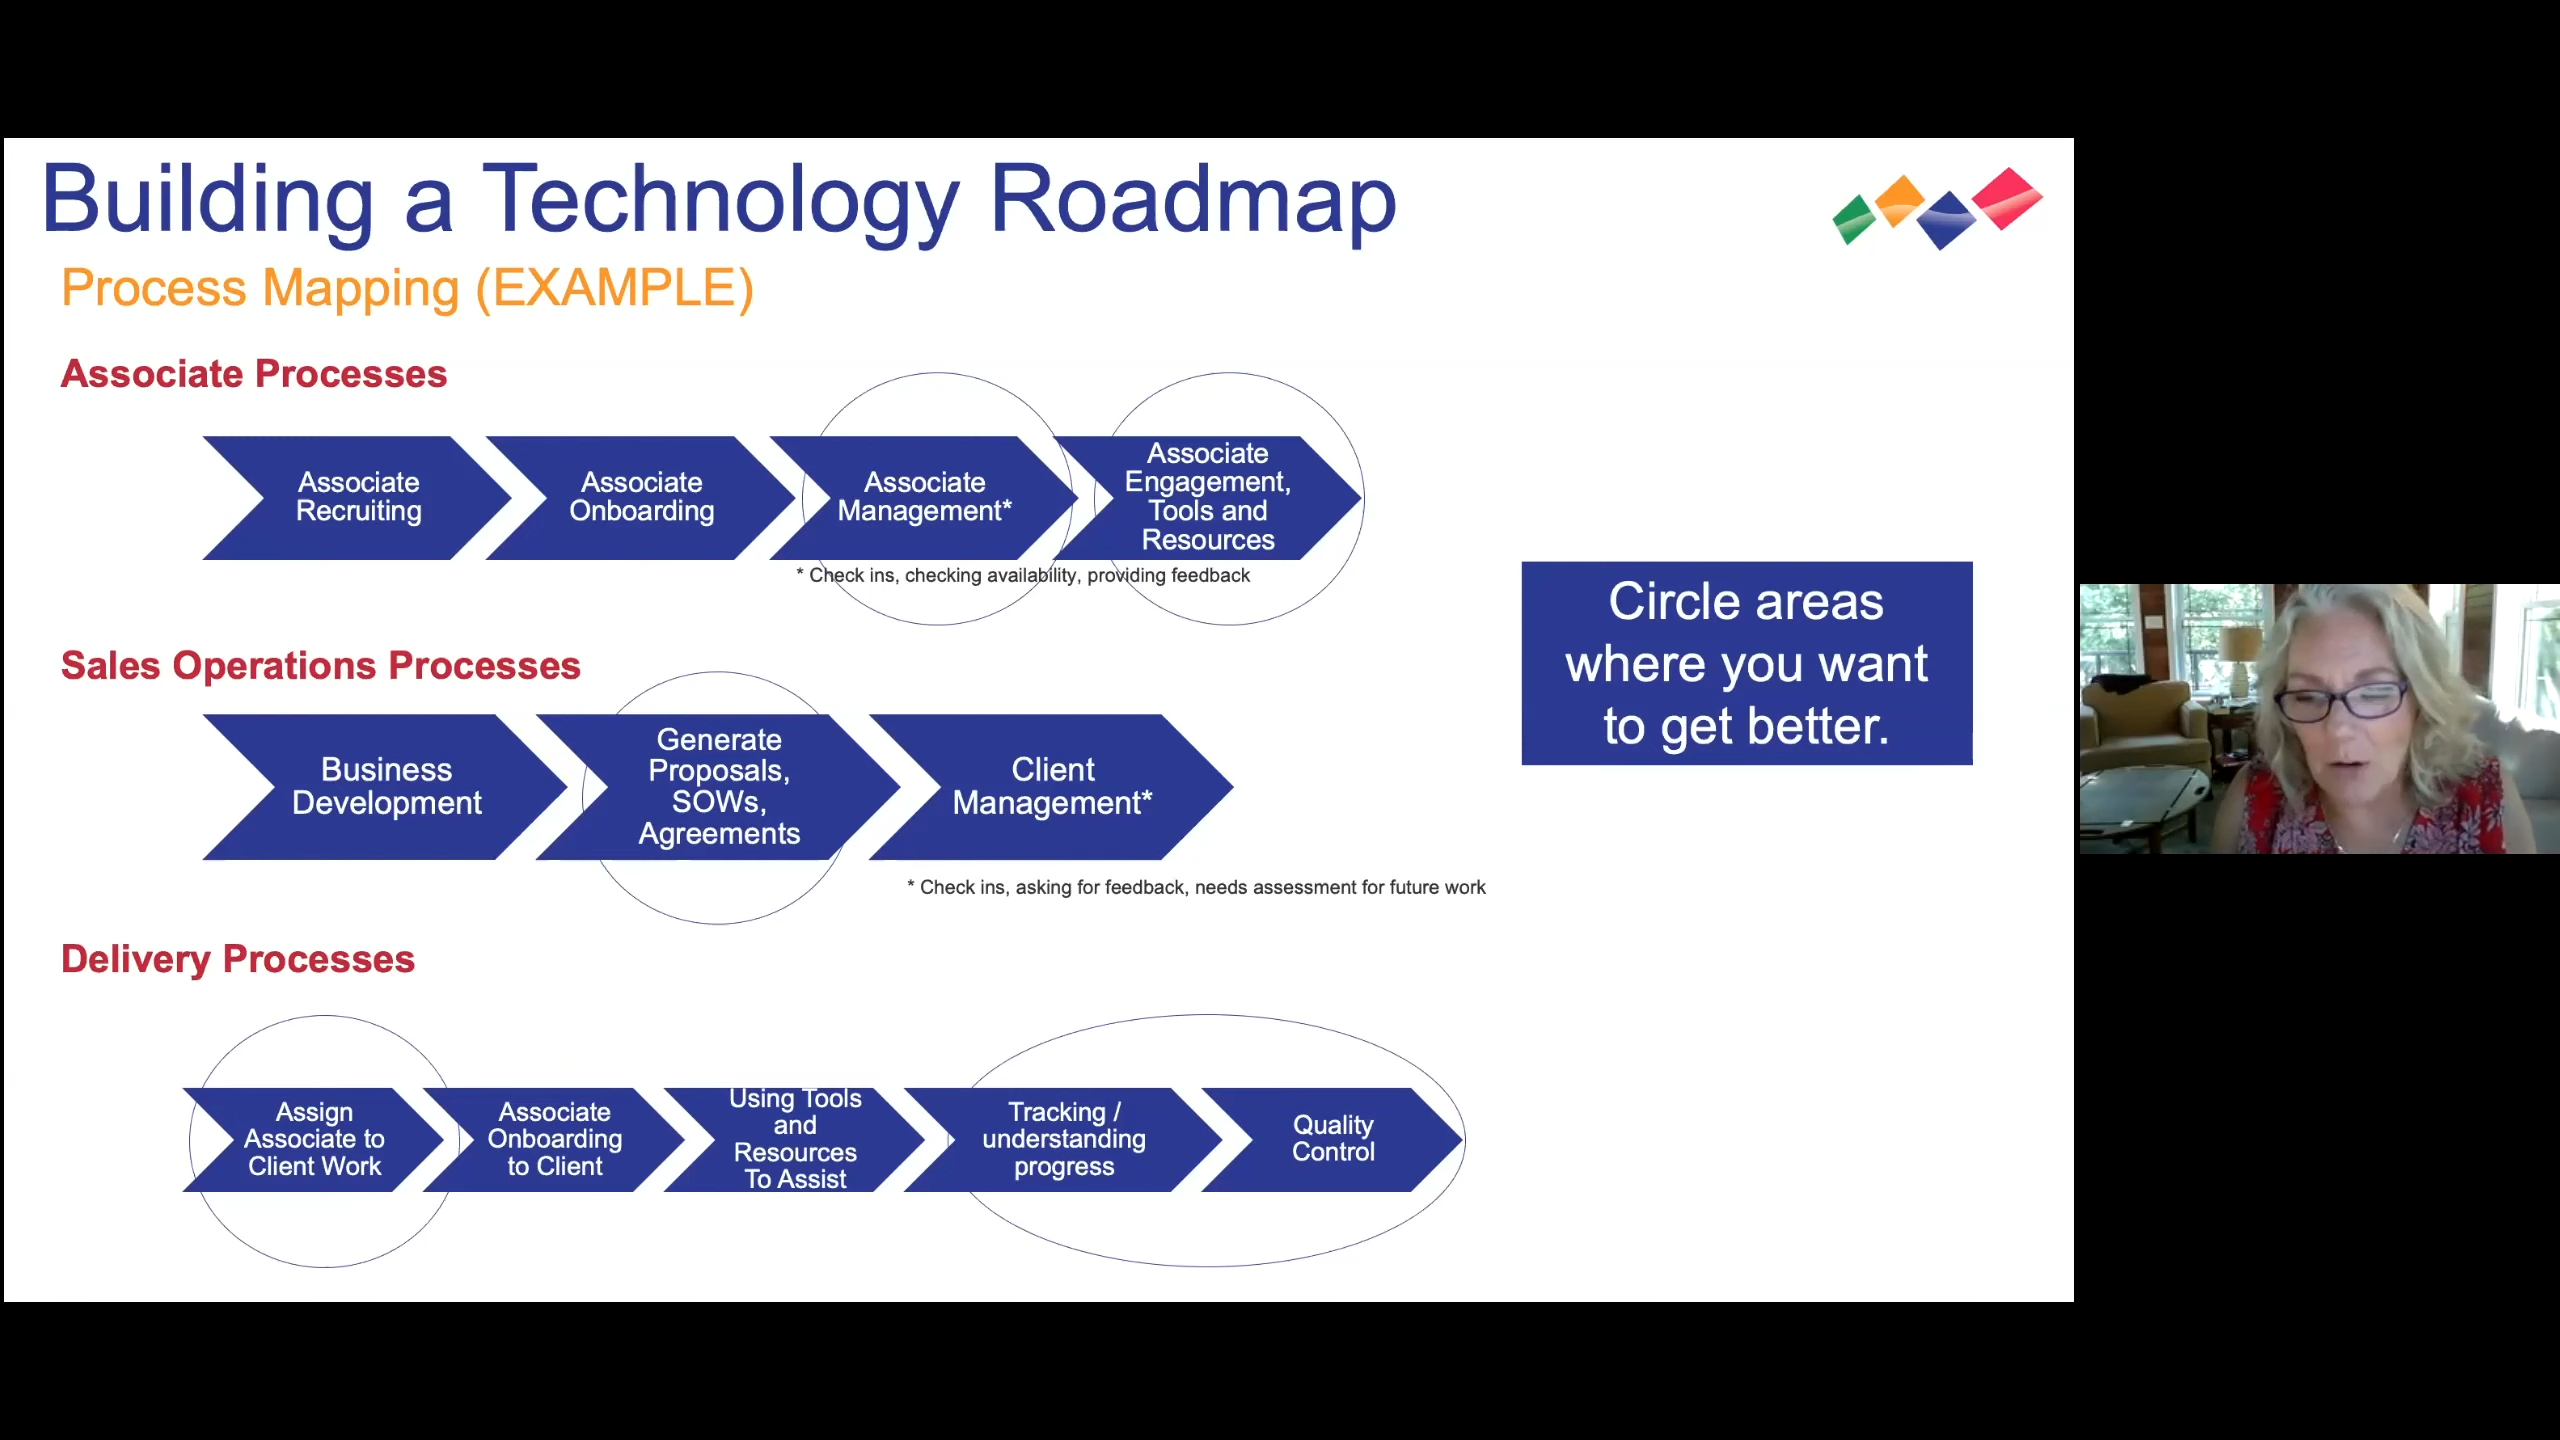 Building a Technology Roadmap
Process Mapping (EXAMPLE)
Associate Processes
Associate
Recruiting
Associate
Onboarding
Associate
Management*
Associate
Engagement,
Tools and
Resources
* Check ins, checking availability, providing feedback
Sales Operations Processes
Business
Development
Generate
Proposals,
SOWs,
Agreements
Client
Management*
* Check ins, asking for feedback, needs assessment for future work
Circle areas
where you want
to get better.
Delivery Processes
Assign
Associate to
Client Work
Associate
Onboarding
to Client
Using Tools
and
Resources
To Assist
Tracking /
understanding
progress
Quality
Control